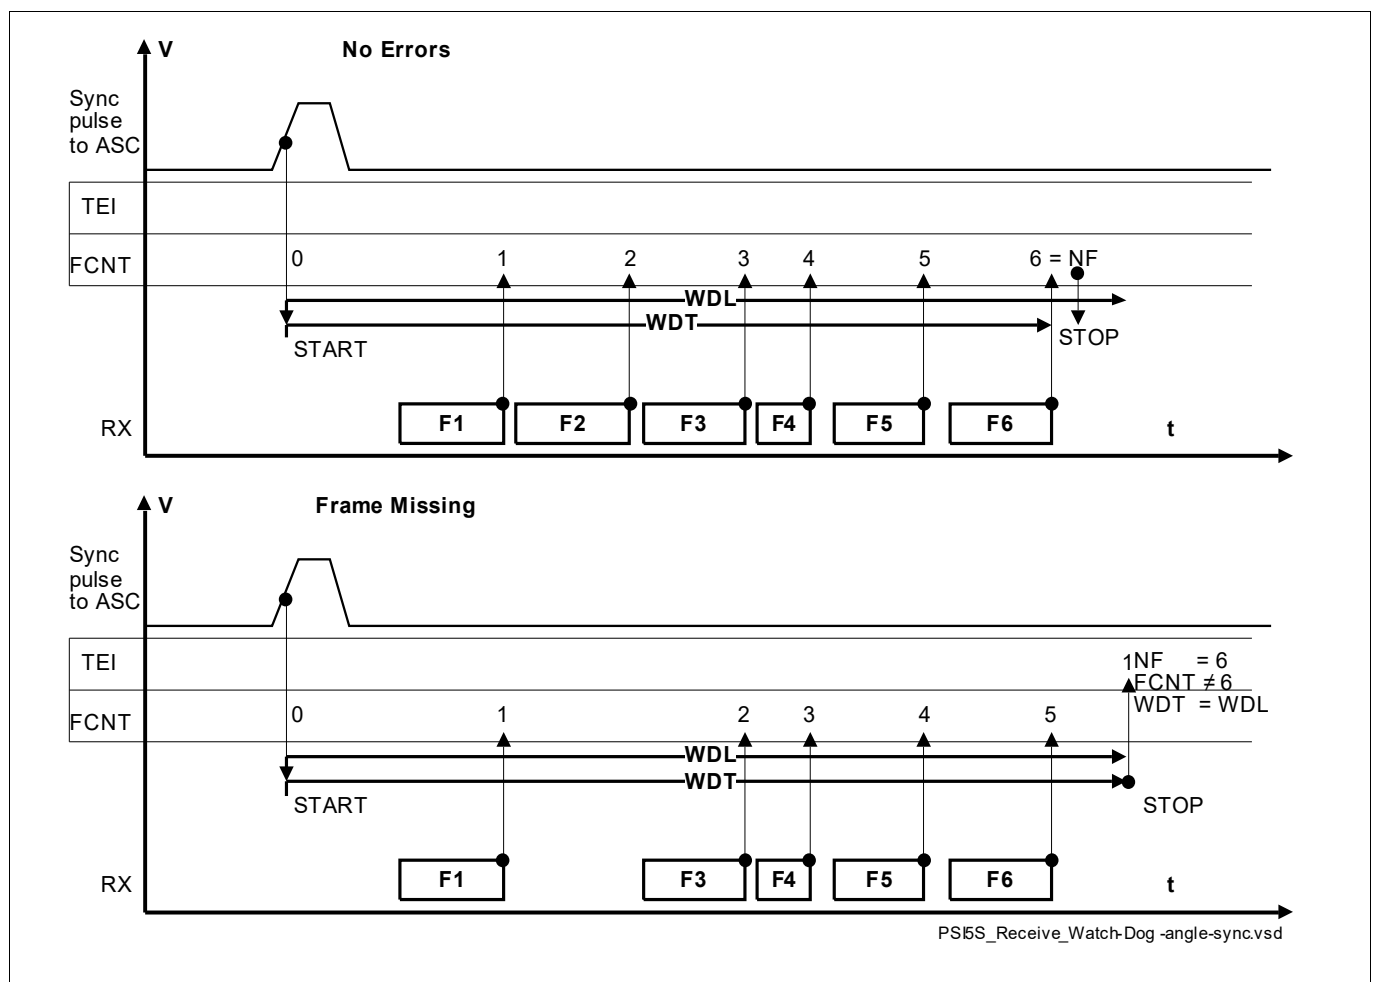 V No Errors
Sync
pulse
to ASC
TEI
FCNT 0 1 2 3 4 5 6 = NF
WDL
WDT
START STOP
RX F1 F2 F3 F4 F5 F6 t
V Frame Missing
Sync
pulse
to ASC
TEI 1 NF = 6
FCNT ≠ 6
WDT = WDL
FCNT 0 1 2 3 4 5
WDL
WDT
START STOP
RX F1 F3 F4 F5 F6 t
PSI5S_Receive_Watch-Dog -angle-sync.vsd